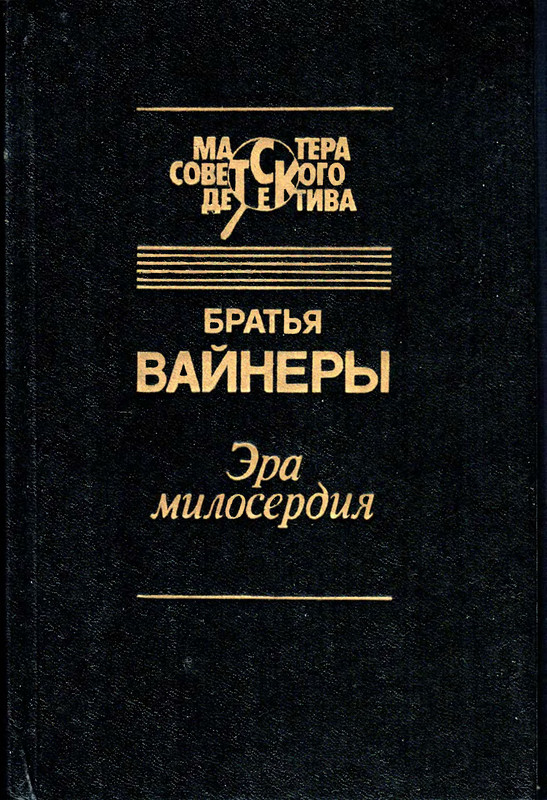 МАСТЕРА
СОВЕТСКОГО
ДЕТЕКТИВА
БРАТЬЯ
ВАЙНЕРЫ
Эра
милосердия